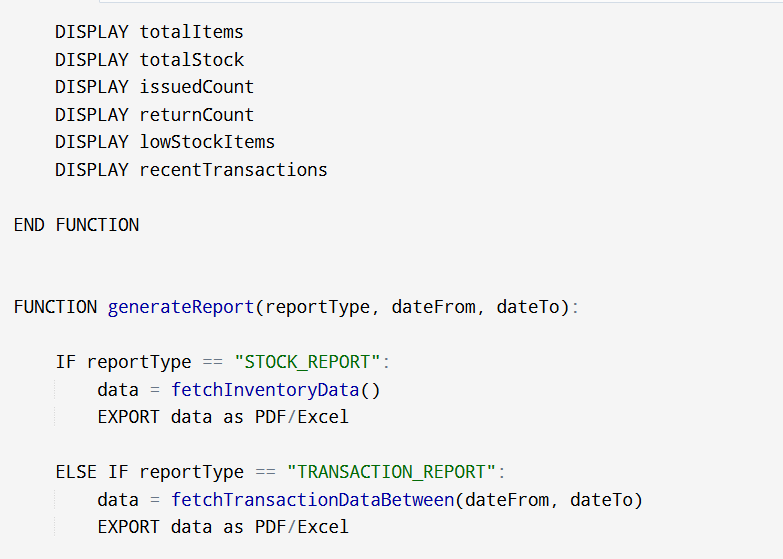 DISPLAY totalItems
DISPLAY totalStock
DISPLAY issuedCount
DISPLAY returnCount
DISPLAY lowStockItems
DISPLAY recentTransactions
END FUNCTION
FUNCTION generateReport(reportType, dateFrom, dateTo):
IF reportType == "STOCK_REPORT":
data = fetchInventoryData()
EXPORT data as PDF/Excel
ELSE IF reportType == "TRANSACTION_REPORT":
data = fetchTransactionDataBetween(dateFrom, dateTo)
EXPORT data as PDF/Excel